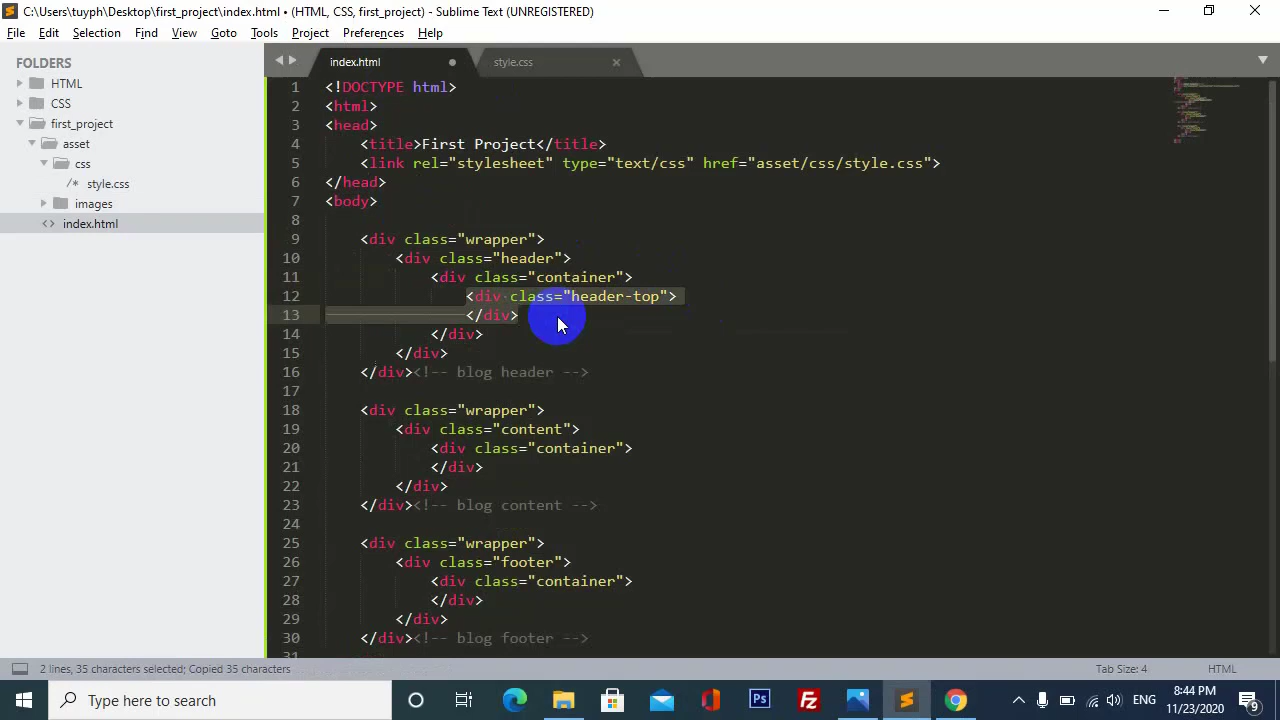 C:\Users\tuyph\Desktop\first_project\index.html • (HTML, CSS, first_project) - Sublime Text (UNREGISTERED)
File Edit Selection Find View Goto Tools Project Preferences Help
FOLDERS
HTML
CSS
first_project
asset
css
/* style.css
images
<> index.html
index.html
style.css
1 <!DOCTYPE html>
2 <html>
3 <head>
4 <title>First Project</title>
5 <link rel="stylesheet" type="text/css" href="asset/css/style.css">
6 </head>
7 <body>
8
9 <div class="wrapper">
10 <div class="header">
11 <div class="container">
12 <div class="header-top">
13 </div>
14 </div>
15 </div>
16 </div><!-- blog header -->
17
18 <div class="wrapper">
19 <div class="content">
20 <div class="container">
21 </div>
22 </div>
23 </div><!-- blog content -->
24
25 <div class="wrapper">
26 <div class="footer">
27 <div class="container">
28 </div>
29 </div>
30 </div><!-- blog footer -->
31
2 lines, 35 characters selected; Copied 35 characters
Tab Size: 4
HTML
Type here to search
Ps
Fz
ENG
8:44 PM
11/23/2020
9